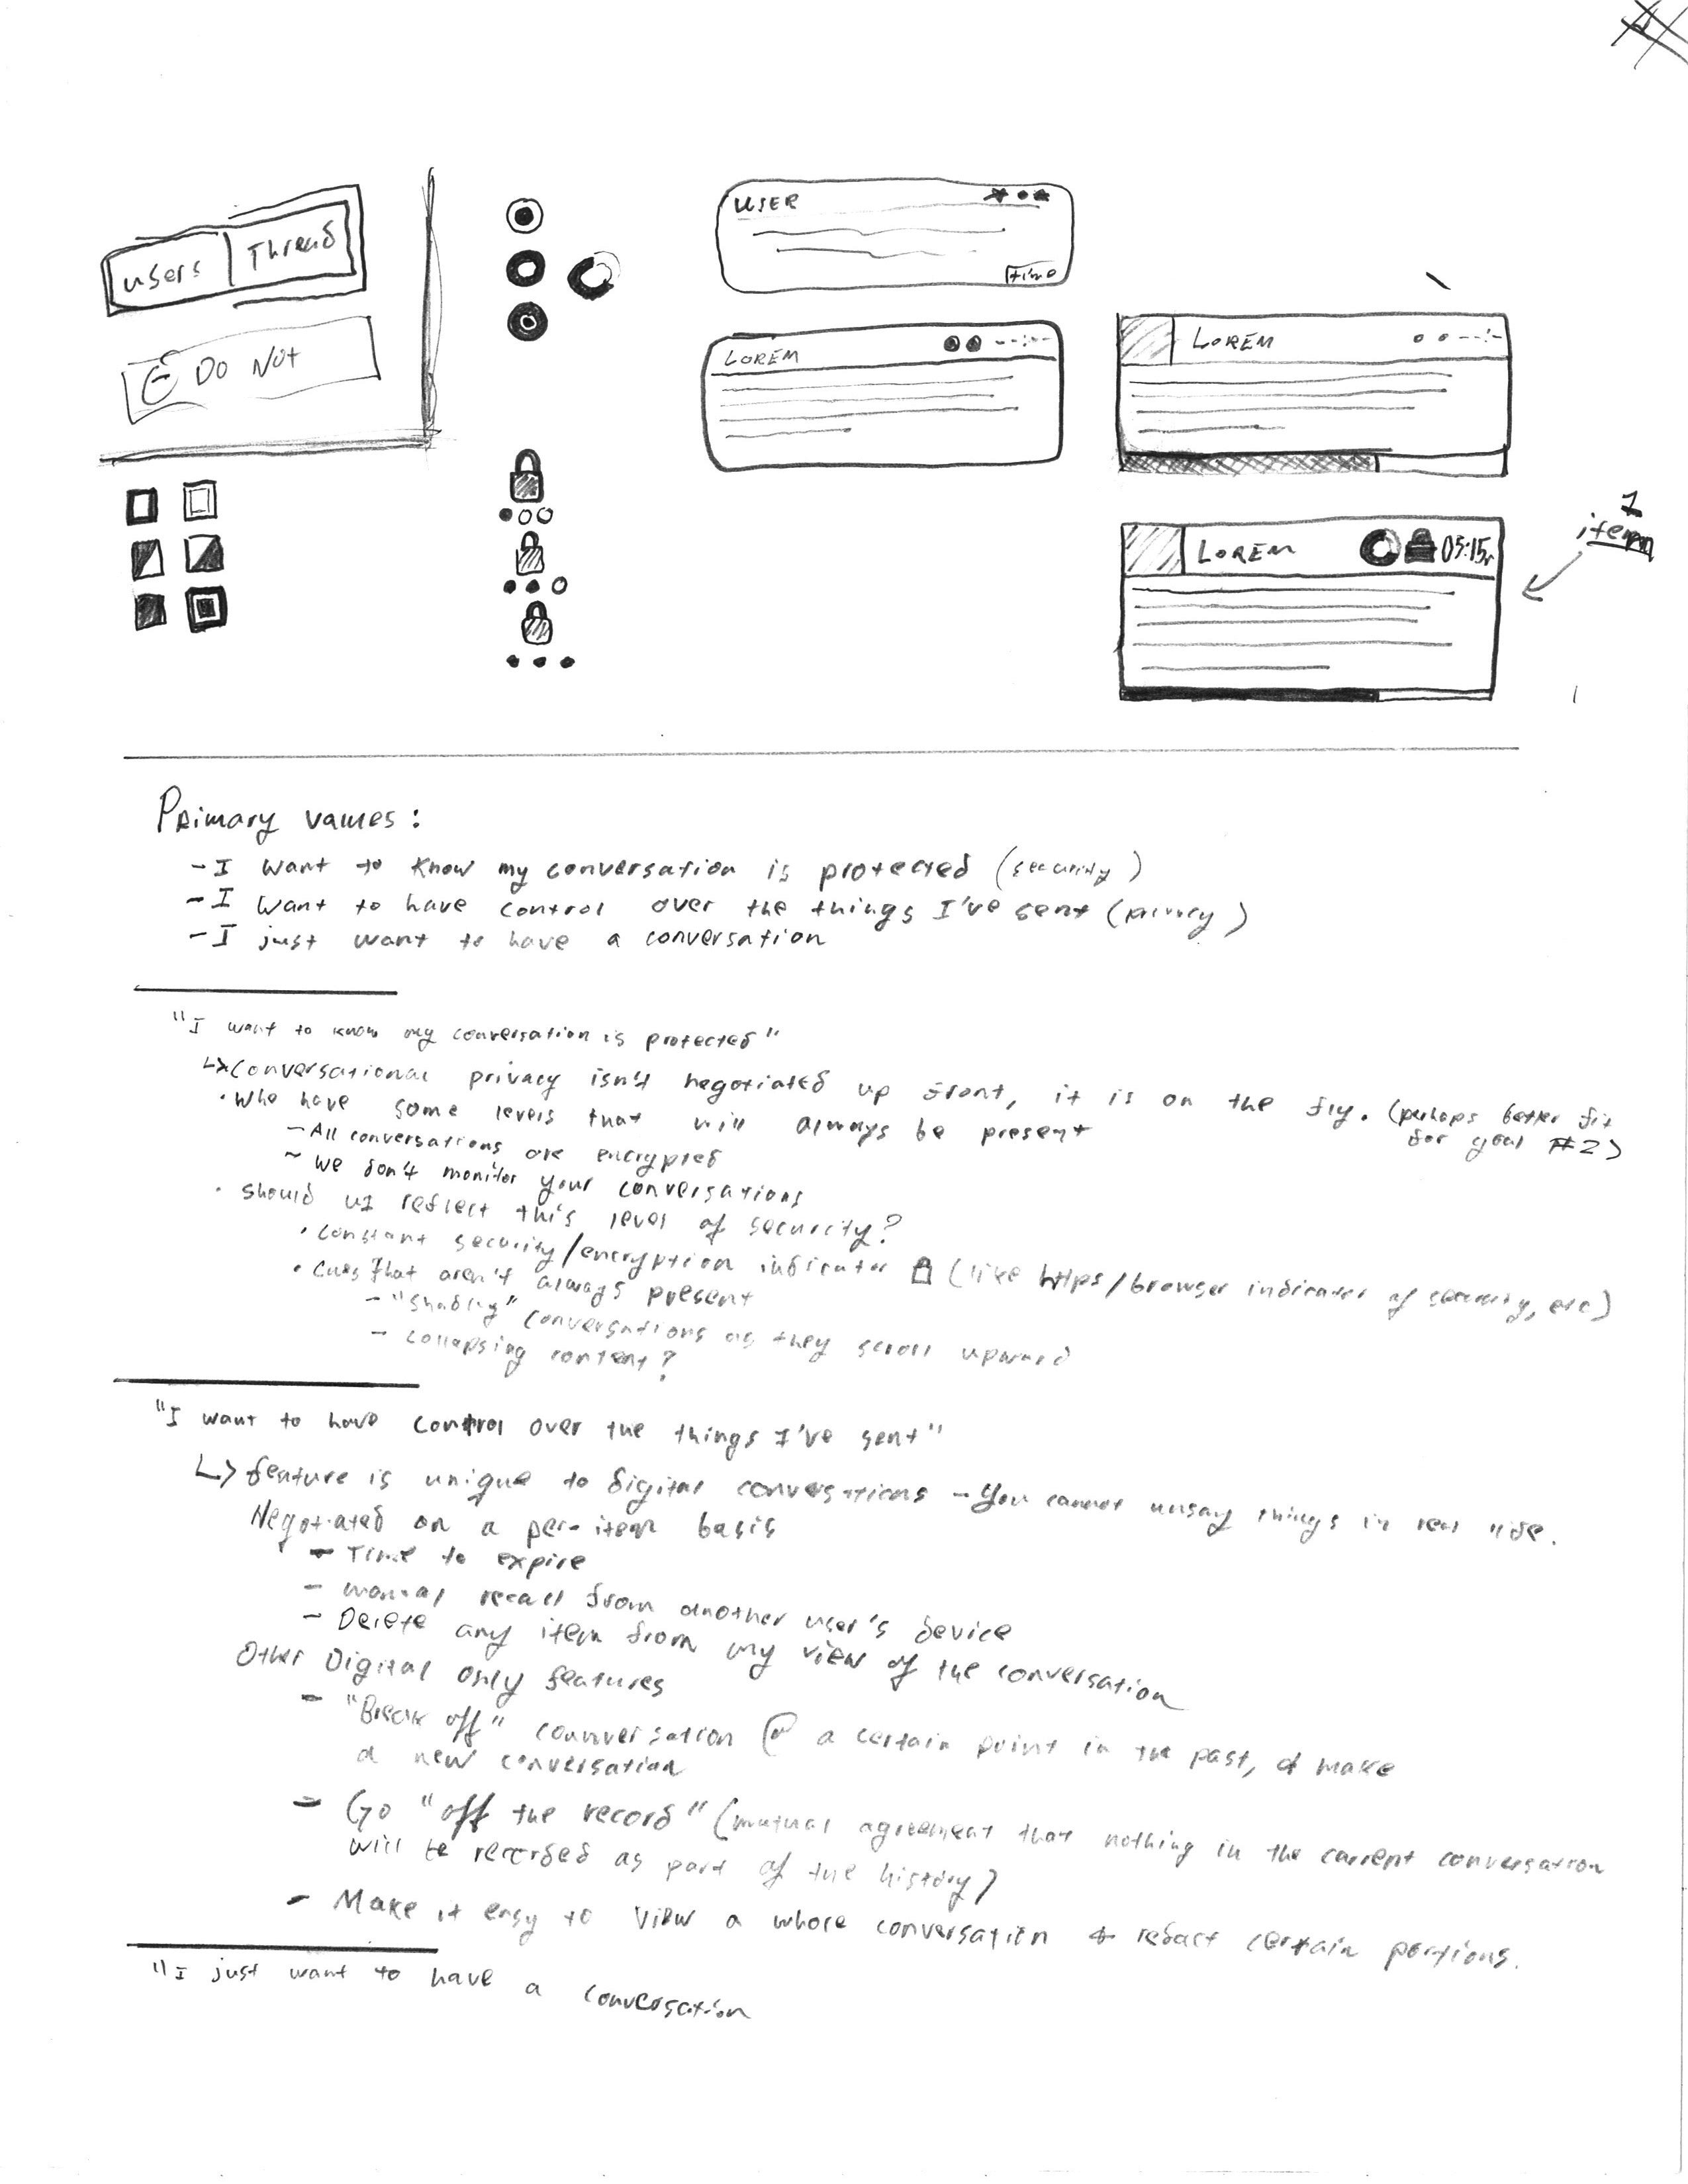 Users Thread
Do Not
USER
time
LOREM
LOREM
LOREM 05:15
1
item
Primary values:
- I want to know my conversation is protected (security)
- I want to have control over the things I've sent (privacy)
- I just want to have a conversation
"I want to know my conversation is protected"
↳ conversational privacy isn't negotiated up front, it is on the fly. (perhaps better fit
for goal #2)
• Who have some levels that will always be present
- All conversations are encrypted
~ we don't monitor your conversations
• Should UI reflect this level of security?
• constant security/encryption indicator (like https/browser indicator of security, etc)
• Cues that aren't always present
- "Shading" conversations as they scroll upward
- collapsing content?
"I want to have control over the things I've sent"
↳ feature is unique to digital conversations - You cannot unsay things in real life.
Negotiated on a per-item basis
- Time to expire
- manual recall from another user's device
- Delete any item from my view of the conversation
Other Digital only features
- "Break off" counversation @ a certain point in the past, & make
a new conversation
- Go "off the record" (mutual agreement that nothing in the current conversation
will be recorded as part of the history)
- Make it easy to view a whole conversation & redact certain portions.
"I just want to have a conversation